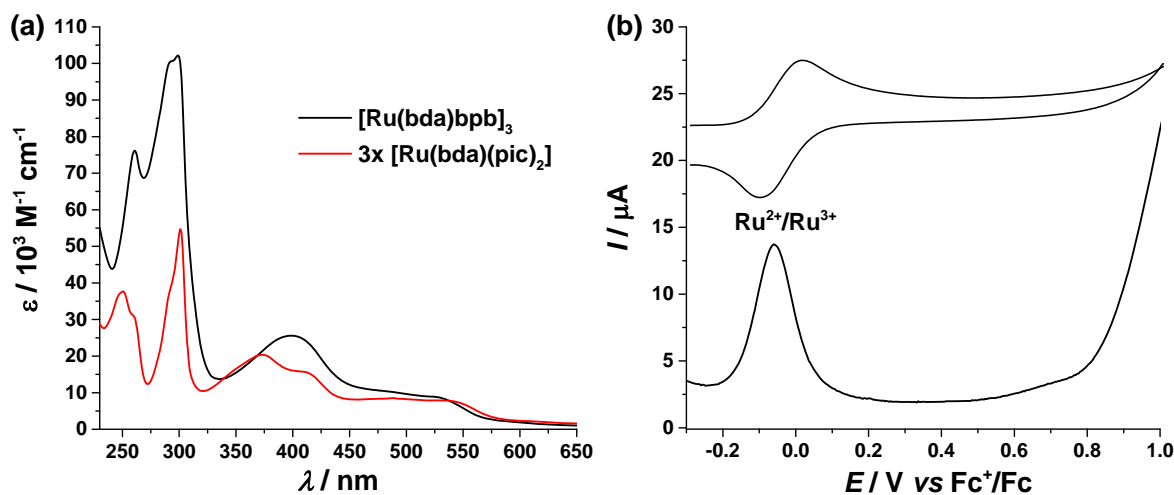 (a)
ε / 10³ M⁻¹ cm⁻¹
110
100
90
80
70
60
50
40
30
20
10
0
[Ru(bda)bpb]₃
3x [Ru(bda)(pic)₂]
250 300 350 400 450 500 550 600 650
λ / nm
(b)
I / μA
30
25
20
15
10
5
0
Ru²⁺/Ru³⁺
-0.2 0.0 0.2 0.4 0.6 0.8 1.0
E / V vs Fc⁺/Fc